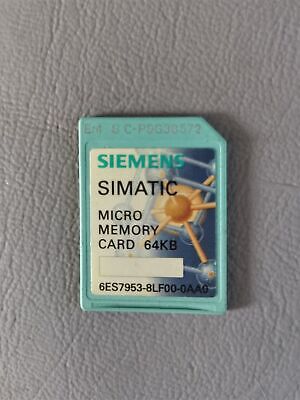 SIEMENS
SIMATIC
MICRO
MEMORY
CARD 64KB
6ES7953-8LF00-0AA0